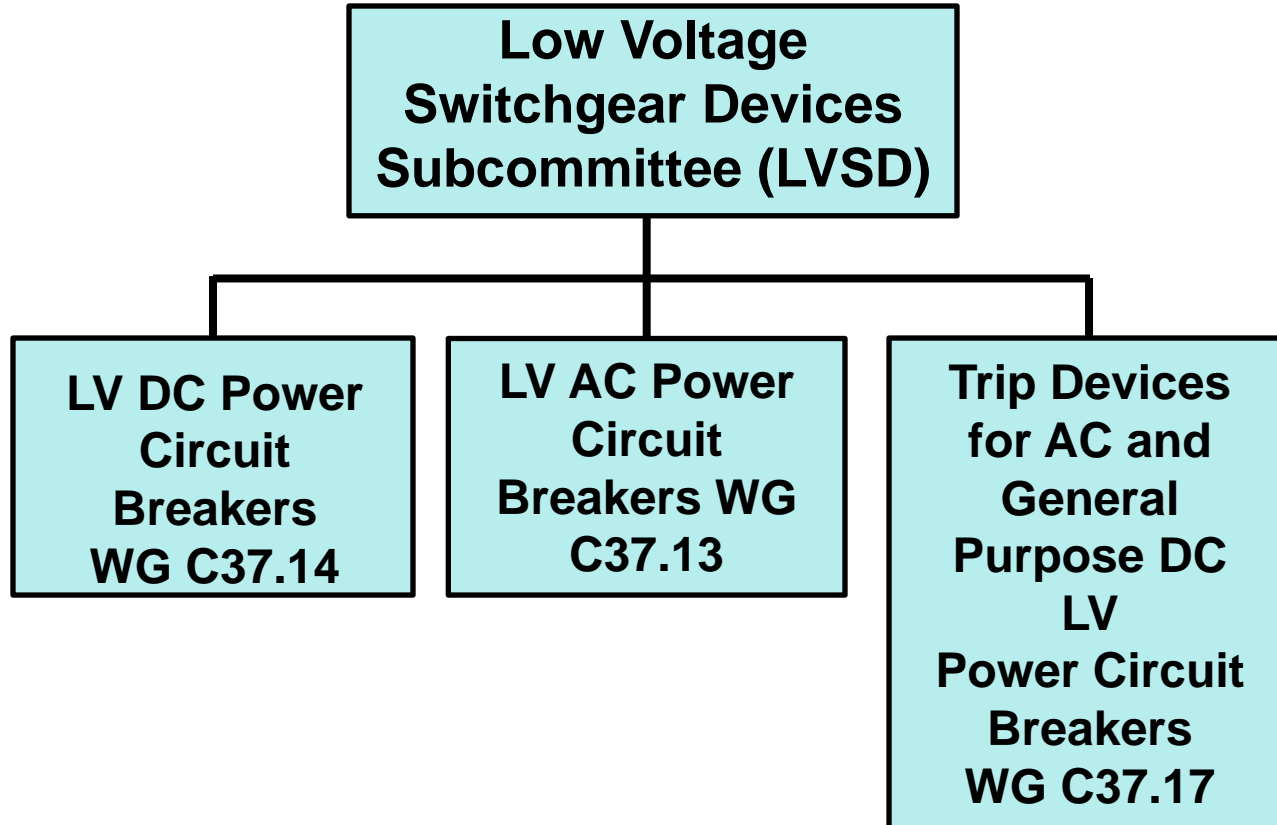 Low Voltage
Switchgear Devices
Subcommittee (LVSD)
LV DC Power
Circuit
Breakers
WG C37.14
LV AC Power
Circuit
Breakers WG
C37.13
Trip Devices
for AC and
General
Purpose DC
LV
Power Circuit
Breakers
WG C37.17